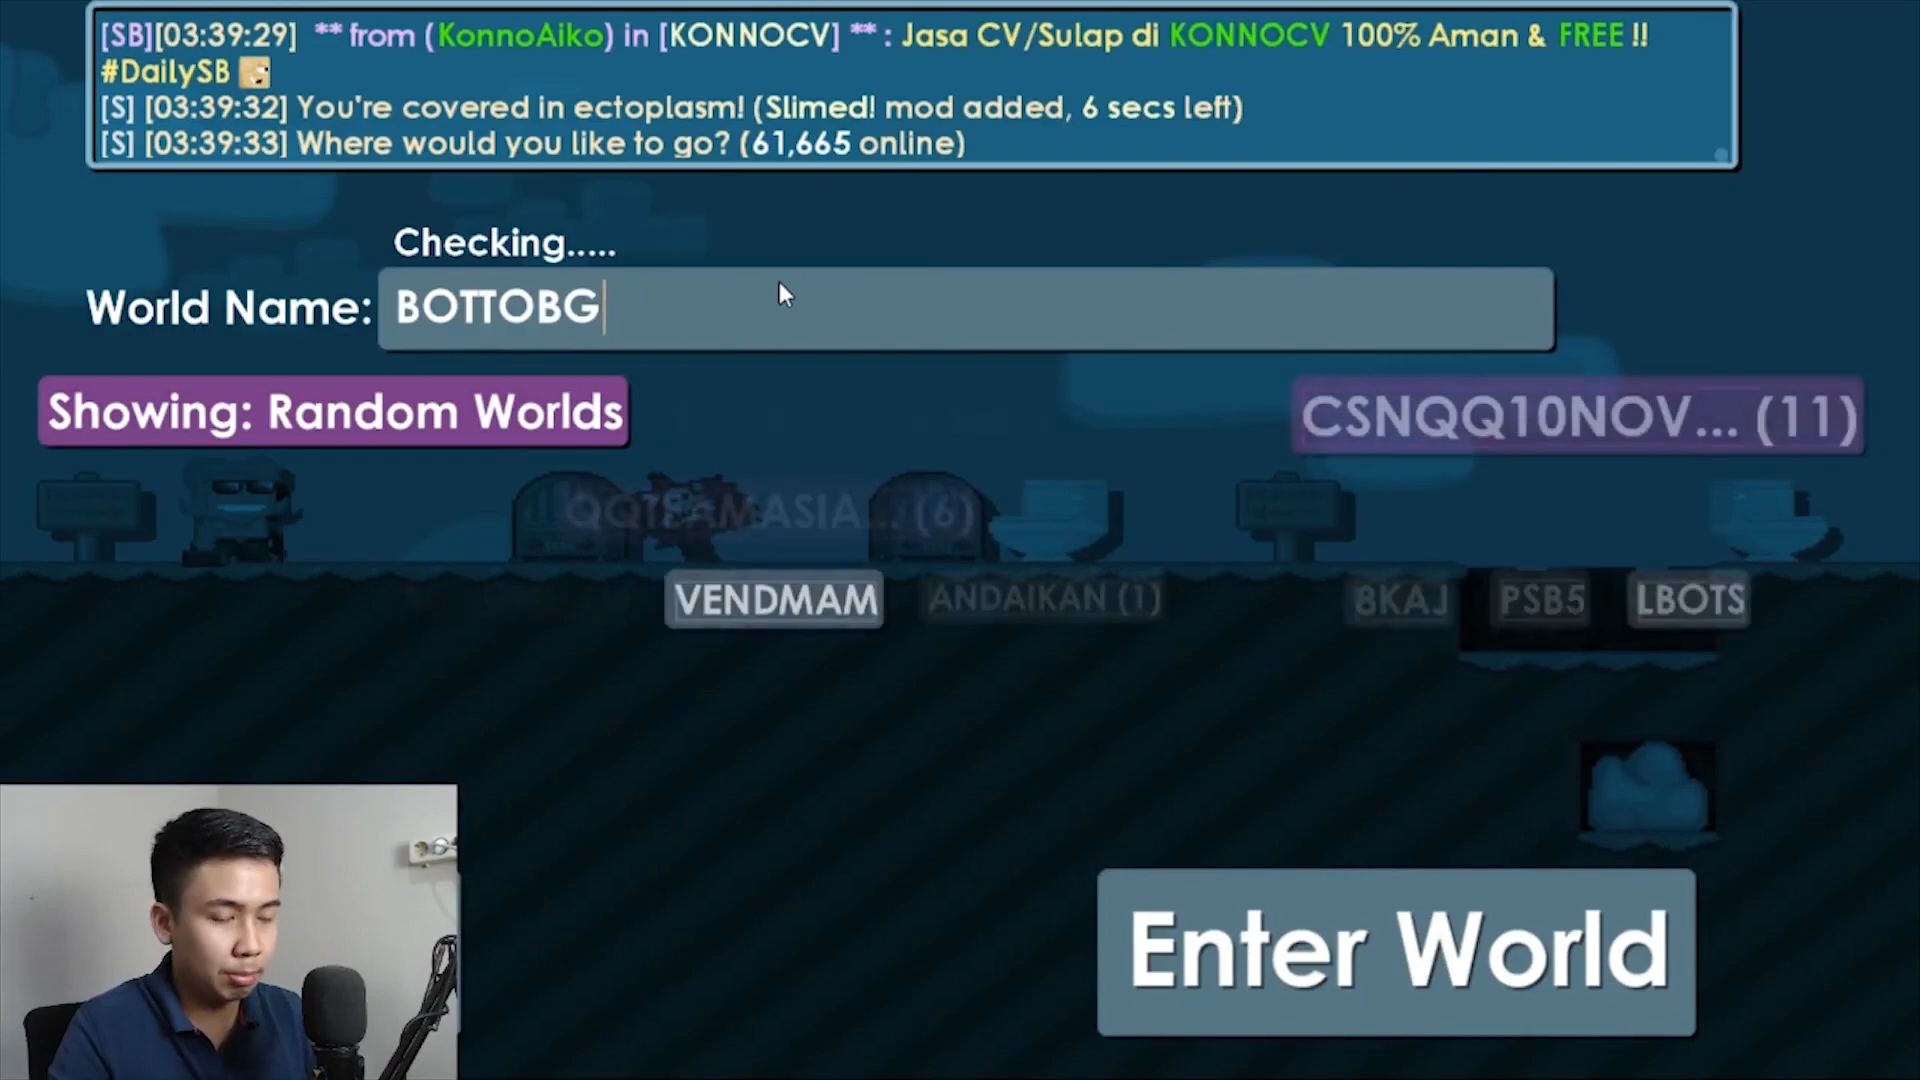 [SB][03:39:29] ** from (KonnoAiko) in [KONNOCV] ** : Jasa CV/Sulap di KONNOCV 100% Aman & FREE !!
#DailySB
[S] [03:39:32] You're covered in ectoplasm! (Slimed! mod added, 6 secs left)
[S] [03:39:33] Where would you like to go? (61,665 online)
Checking.....
World Name: BOTTOBG
Showing: Random Worlds
CSNQQ10NOV... (11)
QQTEAMASIA... (6)
VENDMAM ANDAIKAN (1) 8KAJ PSB5 LBOTS
Enter World